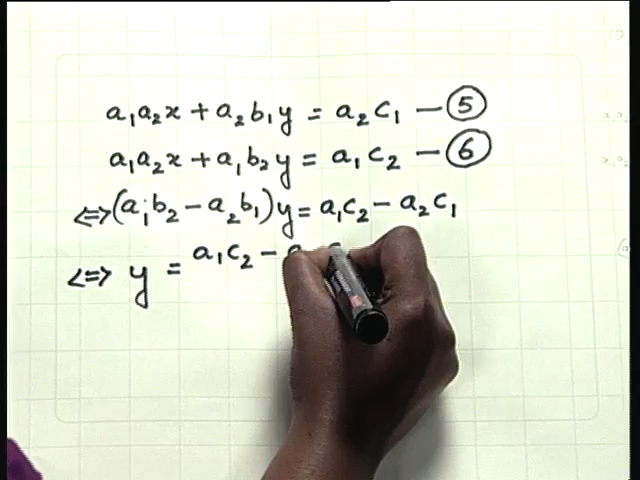 a₁a₂x + a₂b₁y = a₂c₁ — ⑤
a₁a₂x + a₁b₂y = a₁c₂ — ⑥
⇔ (a₁b₂ − a₂b₁)y = a₁c₂ − a₂c₁
⇔ y = a₁c₂ −